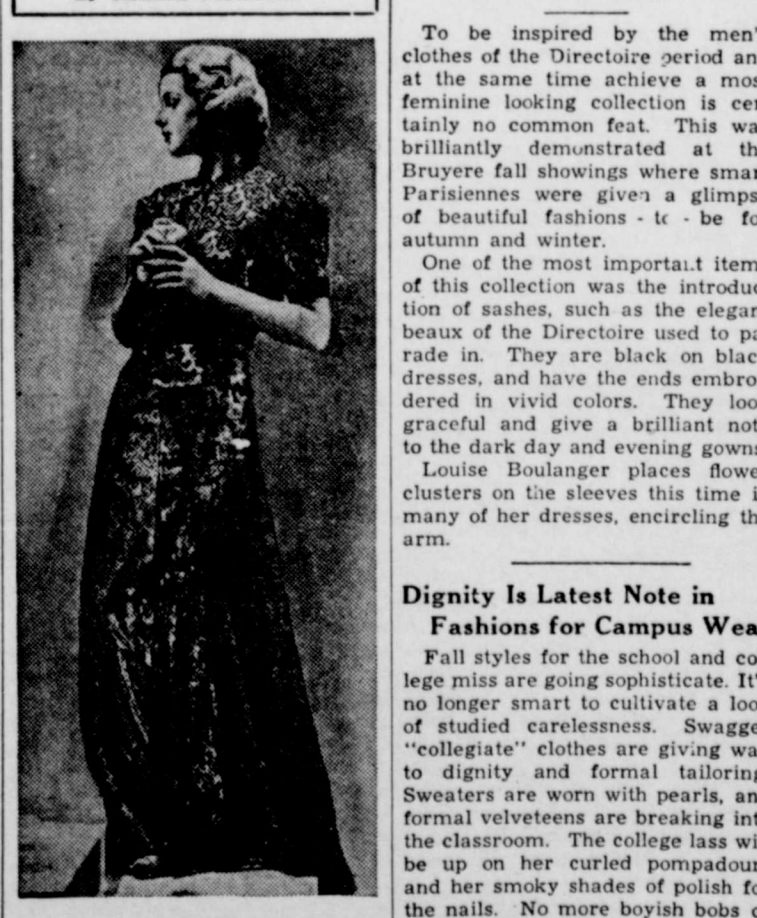 To be inspired by the men'
clothes of the Directoire period an
at the same time achieve a mos
feminine looking collection is cer
tainly no common feat. This wa
brilliantly demonstrated at th
Bruyere fall showings where smar
Parisiennes were given a glimps
of beautiful fashions - to - be fo
autumn and winter.
One of the most important item
of this collection was the introduc
tion of sashes, such as the elegan
beaux of the Directoire used to pa
rade in. They are black on blac
dresses, and have the ends embro
dered in vivid colors. They loo
graceful and give a brilliant not
to the dark day and evening gowns
Louise Boulanger places flowe
clusters on the sleeves this time i
many of her dresses, encircling th
arm.
Dignity Is Latest Note in
Fashions for Campus Wea
Fall styles for the school and co
lege miss are going sophisticate. It'
no longer smart to cultivate a loo
of studied carelessness. Swagge
"collegiate" clothes are giving wa
to dignity and formal tailoring
Sweaters are worn with pearls, an
formal velveteens are breaking int
the classroom. The college lass wi
be up on her curled pompadour
and her smoky shades of polish fo
the nails. No more boyish bobs o